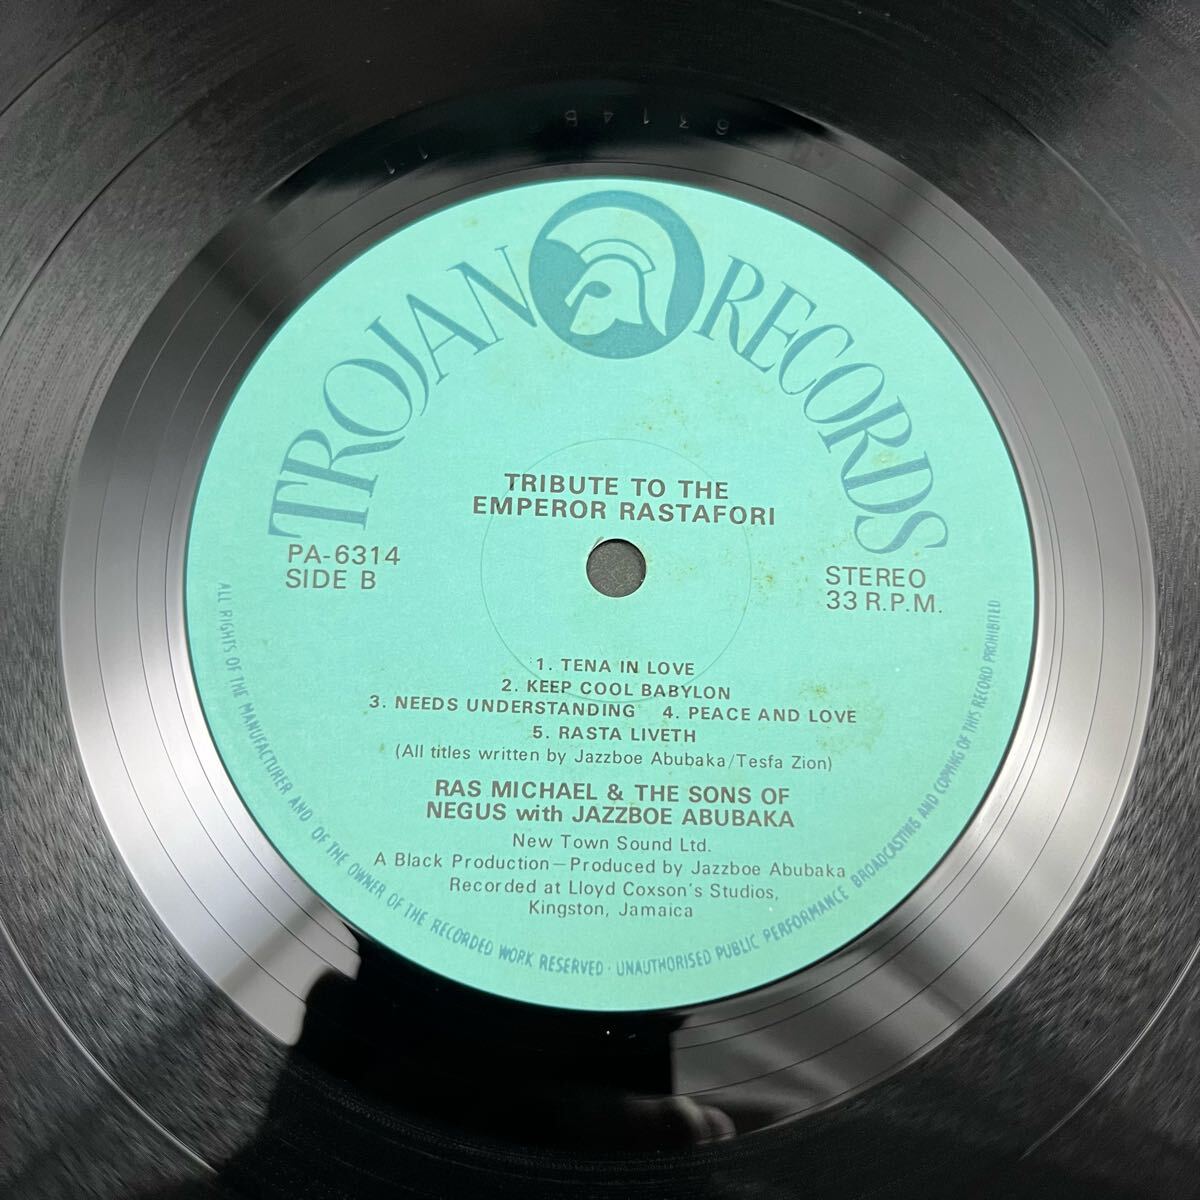 6314B
1 1
TROJAN RECORDS
TRIBUTE TO THE
EMPEROR RASTAFORI
PA-6314
SIDE B
STEREO
33 R.P.M.
1. TENA IN LOVE
2. KEEP COOL BABYLON
3. NEEDS UNDERSTANDING 4. PEACE AND LOVE
5. RASTA LIVETH
(All titles written by Jazzboe Abubaka/Tesfa Zion)
RAS MICHAEL & THE SONS OF
NEGUS with JAZZBOE ABUBAKA
New Town Sound Ltd.
A Black Production—Produced by Jazzboe Abubaka
Recorded at Lloyd Coxson's Studios,
Kingston, Jamaica
ALL RIGHTS OF THE MANUFACTURER AND OF THE OWNER OF THE RECORDED WORK RESERVED · UNAUTHORISED PUBLIC PERFORMANCE BROADCASTING AND COPYING OF THIS RECORD PROHIBITED